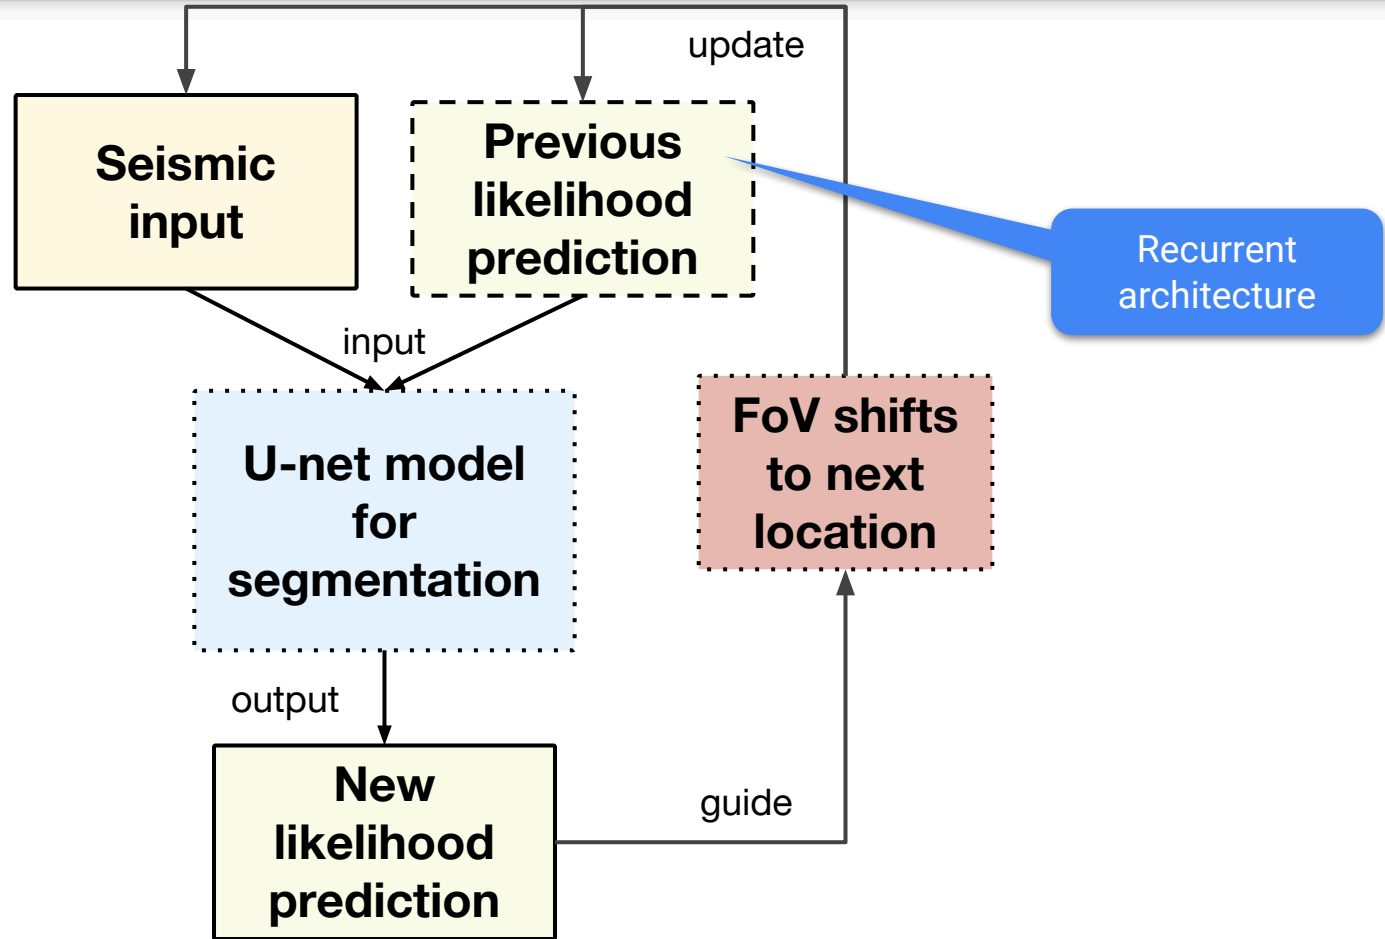 update
Seismic
input
Previous
likelihood
prediction
Recurrent
architecture
input
U-net model
for
segmentation
FoV shifts
to next
location
output
New
likelihood
prediction
guide